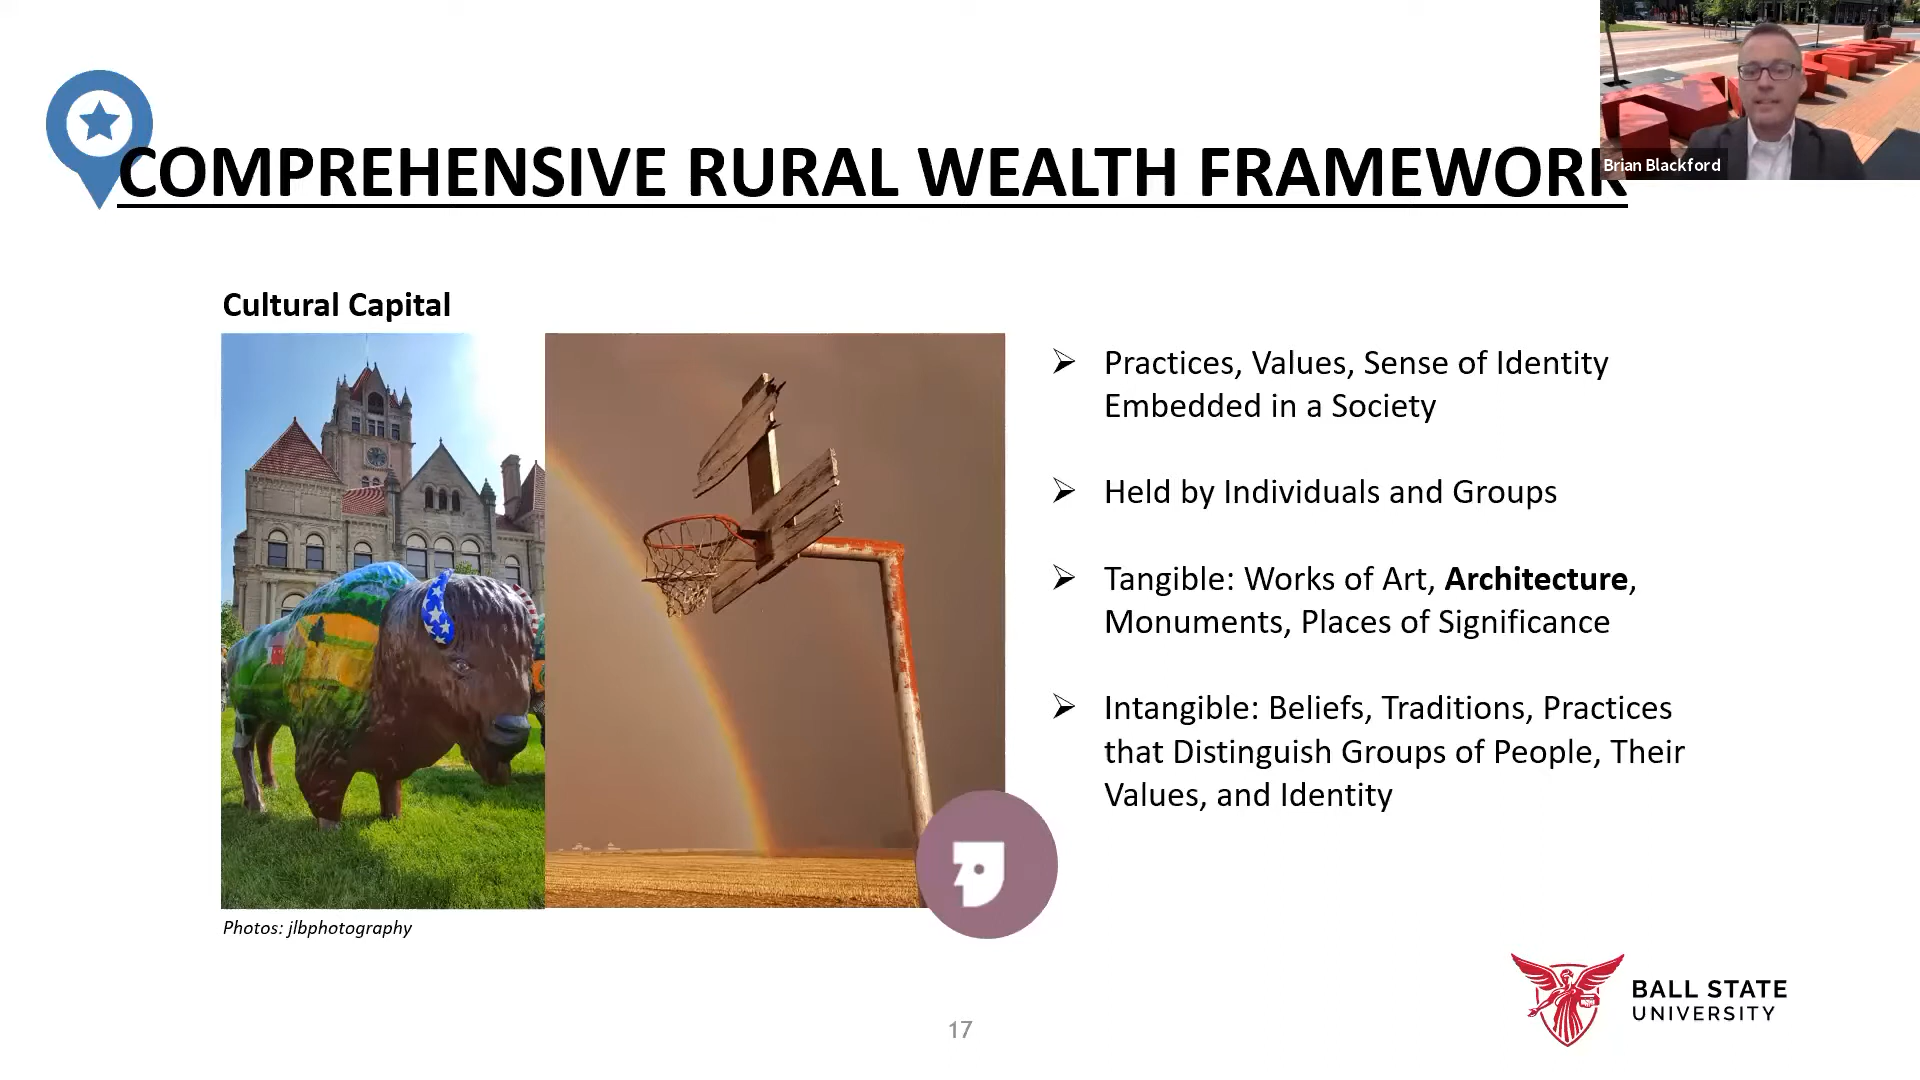 COMPREHENSIVE RURAL WEALTH FRAMEWORK
Brian Blackford
Cultural Capital
Practices, Values, Sense of Identity
Embedded in a Society
Held by Individuals and Groups
Tangible: Works of Art, Architecture,
Monuments, Places of Significance
Intangible: Beliefs, Traditions, Practices
that Distinguish Groups of People, Their
Values, and Identity
Photos: jlbphotography
BALL STATE
UNIVERSITY
17